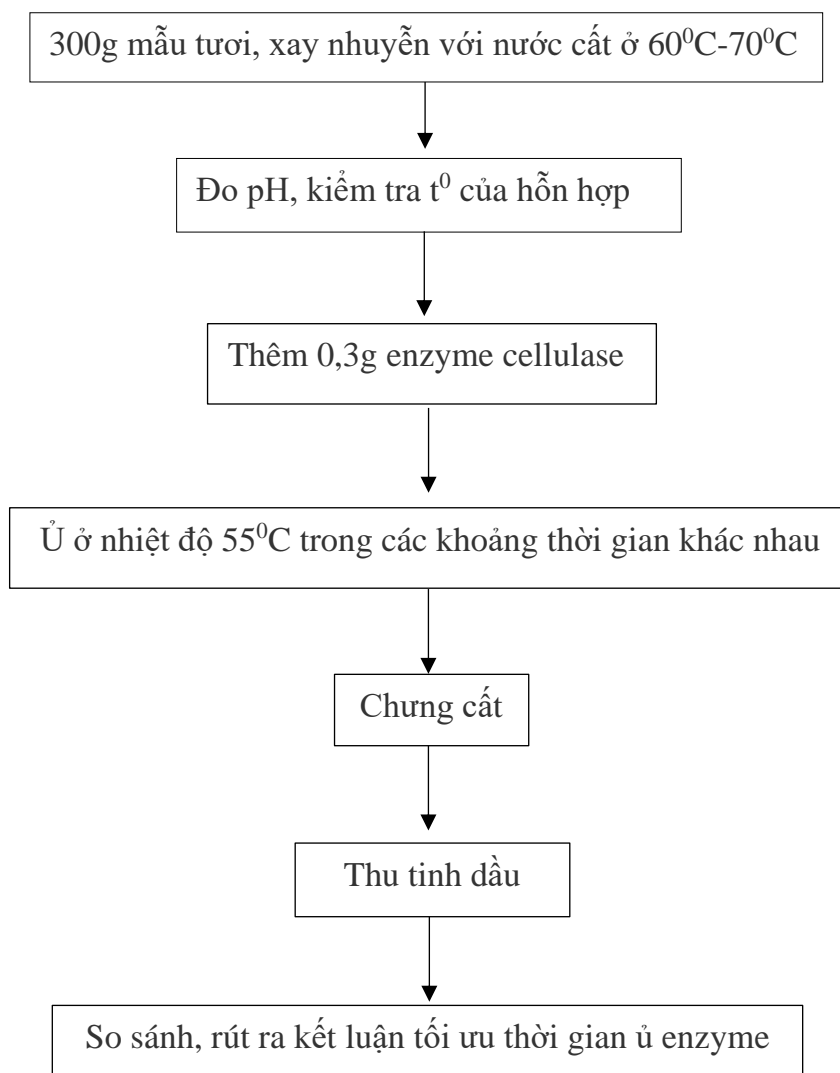 300g mẫu tươi, xay nhuyễn với nước cất ở 60⁰C-70⁰C
Đo pH, kiểm tra t⁰ của hỗn hợp
Thêm 0,3g enzyme cellulase
Ủ ở nhiệt độ 55⁰C trong các khoảng thời gian khác nhau
Chưng cất
Thu tinh dầu
So sánh, rút ra kết luận tối ưu thời gian ủ enzyme